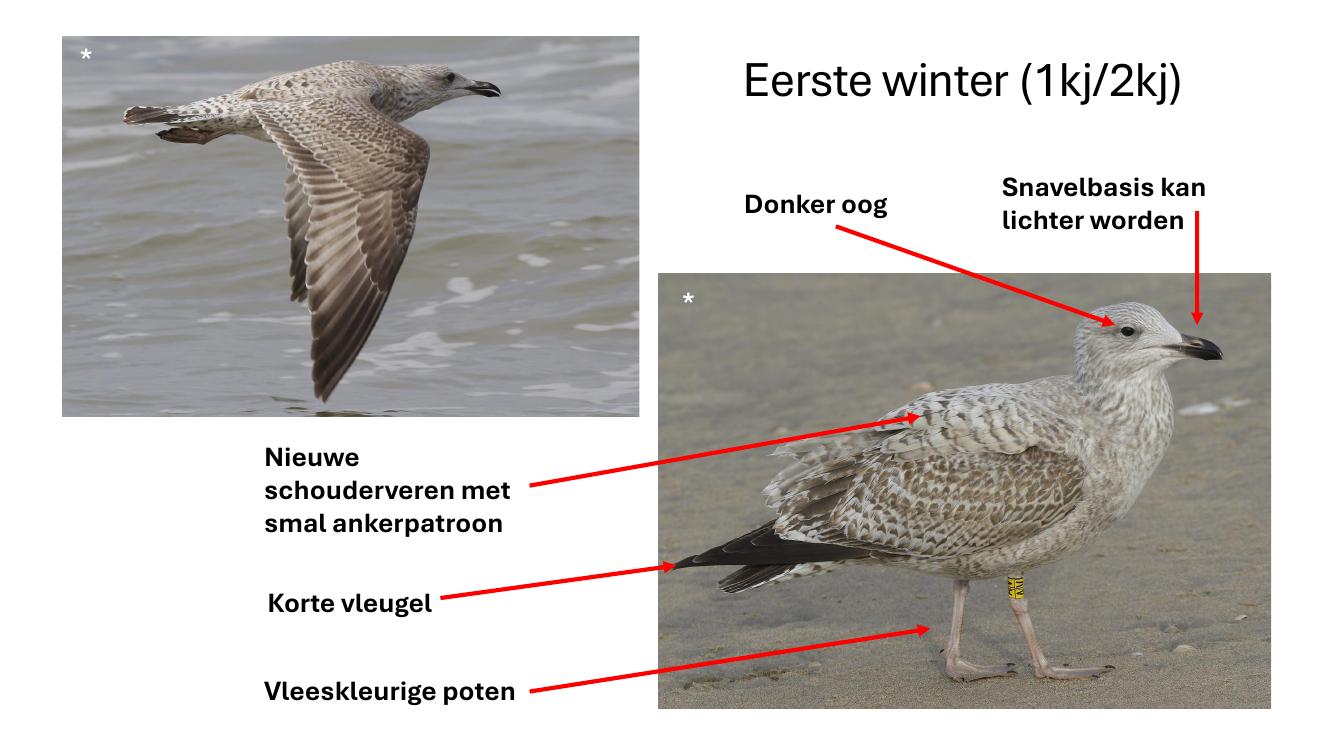 *
Eerste winter (1kj/2kj)
Donker oog
Snavelbasis kan
lichter worden
*
Nieuwe
schouderveren met
smal ankerpatroon
Korte vleugel
Vleeskleurige poten